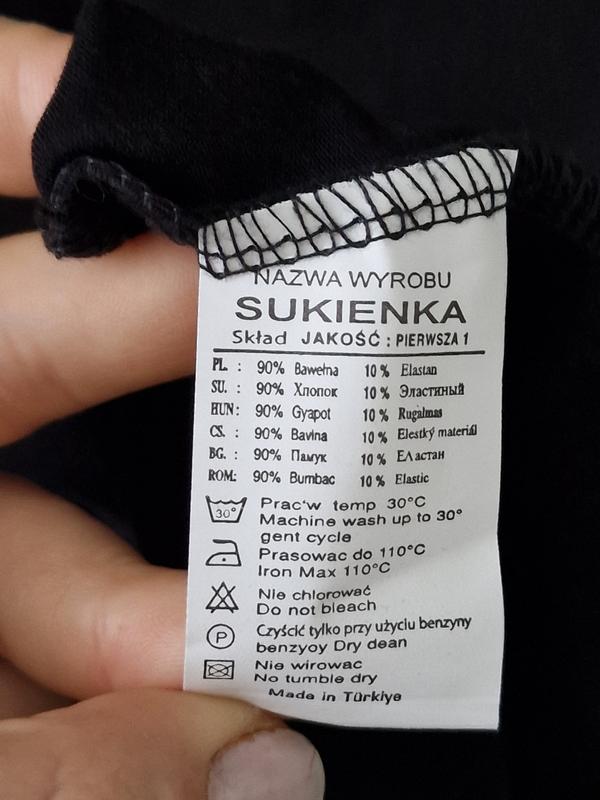 NAZWA WYROBU
SUKIENKA
Skład JAKOŚĆ : PIERWSZA 1
PL. : 90% Bawełna 10 % Elastan
SU. : 90% Хлопок 10 % Эластиный
HUN: 90% Gyapot 10 % Rugalmas
CS. : 90% Bavina 10 % Elestký materiál
BG. : 90% Памук 10 % ЕЛастан
ROM: 90% Bumbac 10 % Elastic
30° Prac'w temp 30°C
Machine wash up to 30°
gent cycle
Prasowac do 110°C
Iron Max 110°C
Nie chlorować
Do not bleach
P Czyścić tylko przy użyciu benzyny
benzyoy Dry dean
Nie wirowac
No tumble dry
Made in Türkiye